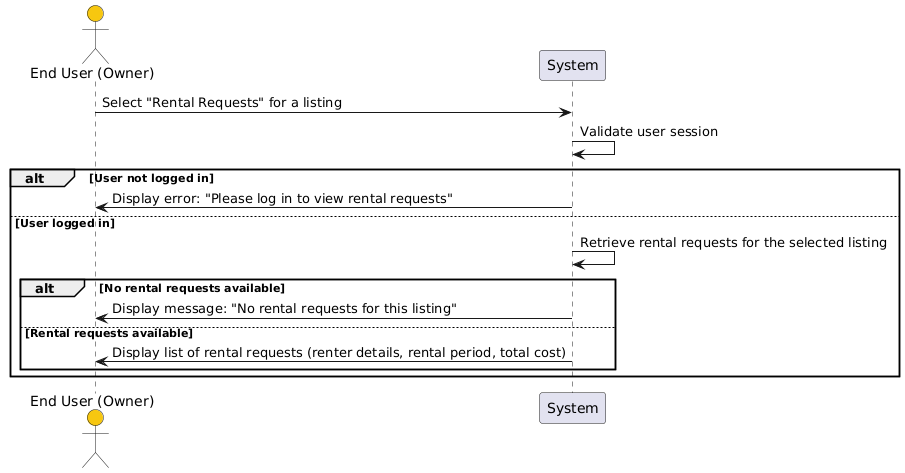 End User (Owner)
System
Select "Rental Requests" for a listing
Validate user session
alt
[User not logged in]
Display error: "Please log in to view rental requests"
[User logged in]
Retrieve rental requests for the selected listing
alt
[No rental requests available]
Display message: "No rental requests for this listing"
[Rental requests available]
Display list of rental requests (renter details, rental period, total cost)
End User (Owner)
System